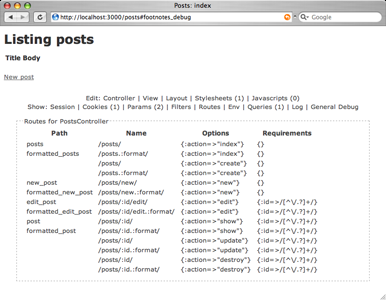 Posts: index
http://localhost:3000/posts#footnotes_debug
Google
Listing posts
Title Body
New post
Edit: Controller | View | Layout | Stylesheets (1) | Javascripts (0)
Show: Session | Cookies (1) | Params (2) | Filters | Routes | Env | Queries (1) | Log | General Debug
Routes for PostsController
Path Name Options Requirements
posts /posts/ {:action=>"index"} {}
formatted_posts /posts.:format/ {:action=>"index"} {}
/posts/ {:action=>"create"} {}
/posts.:format/ {:action=>"create"} {}
new_post /posts/new/ {:action=>"new"} {}
formatted_new_post /posts/new.:format/ {:action=>"new"} {}
edit_post /posts/:id/edit/ {:action=>"edit"} {:id=>/[^\/.?]+/}
formatted_edit_post /posts/:id/edit.:format/ {:action=>"edit"} {:id=>/[^\/.?]+/}
post /posts/:id/ {:action=>"show"} {:id=>/[^\/.?]+/}
formatted_post /posts/:id.:format/ {:action=>"show"} {:id=>/[^\/.?]+/}
/posts/:id/ {:action=>"update"} {:id=>/[^\/.?]+/}
/posts/:id.:format/ {:action=>"update"} {:id=>/[^\/.?]+/}
/posts/:id/ {:action=>"destroy"} {:id=>/[^\/.?]+/}
/posts/:id.:format/ {:action=>"destroy"} {:id=>/[^\/.?]+/}